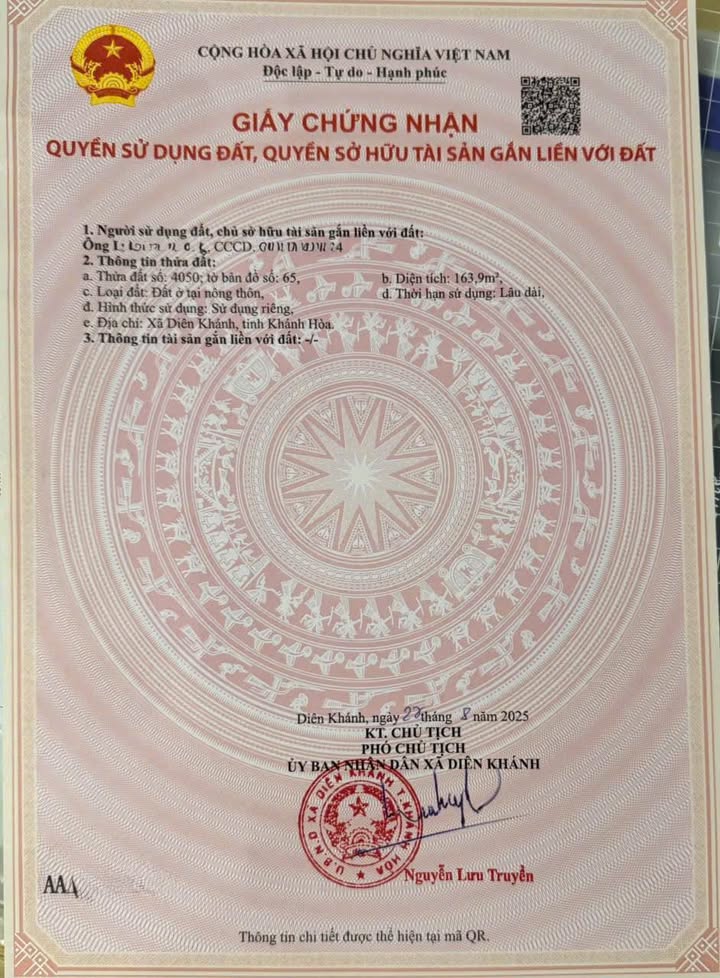 CỘNG HÒA XÃ HỘI CHỦ NGHĨA VIỆT NAM
Độc lập - Tự do - Hạnh phúc
GIẤY CHỨNG NHẬN
QUYỀN SỬ DỤNG ĐẤT, QUYỀN SỞ HỮU TÀI SẢN GẮN LIỀN VỚI ĐẤT
1. Người sử dụng đất, chủ sở hữu tài sản gắn liền với đất:
Ông CCCD
2. Thông tin thửa đất:
a. Thửa đất số: 4050; tờ bản đồ số: 65, b. Diện tích: 163,9m²,
c. Loại đất: Đất ở tại nông thôn, d. Thời hạn sử dụng: Lâu dài,
đ. Hình thức sử dụng: Sử dụng riêng,
e. Địa chỉ: Xã Diên Khánh, tỉnh Khánh Hòa.
3. Thông tin tài sản gắn liền với đất: -/-
Diên Khánh, ngày 22 tháng 8 năm 2025
KT. CHỦ TỊCH
PHÓ CHỦ TỊCH
ỦY BAN NHÂN DÂN XÃ DIÊN KHÁNH
U.B.N.D XÃ DIÊN KHÁNH T.KHÁNH HÒA
Nguyễn Lưu Truyền
Thông tin chi tiết được thể hiện tại mã QR.